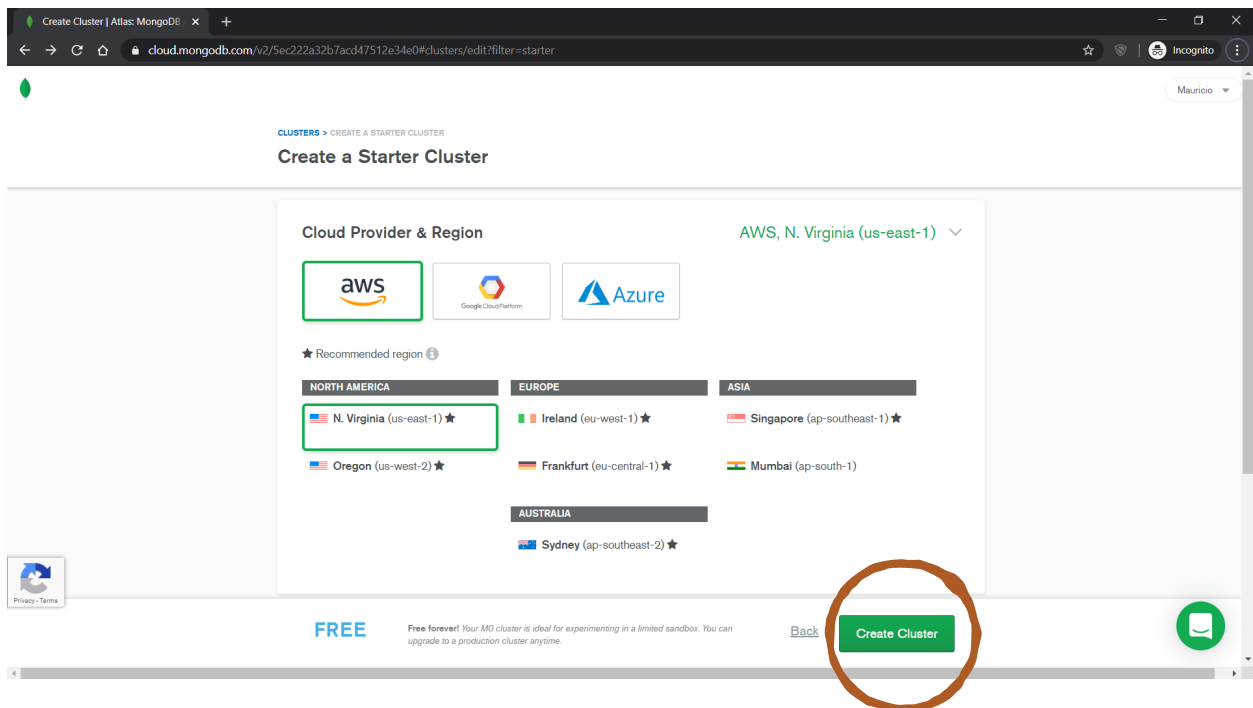 Create Cluster | Atlas: MongoDB
cloud.mongodb.com/v2/5ec222a32b7acd47512e34e0#clusters/edit?filter=starter
Incognito
Mauricio
CLUSTERS > CREATE A STARTER CLUSTER
Create a Starter Cluster
Cloud Provider & Region
AWS, N. Virginia (us-east-1)
aws
Google Cloud Platform
Azure
Recommended region
NORTH AMERICA
EUROPE
ASIA
N. Virginia (us-east-1)
Ireland (eu-west-1)
Singapore (ap-southeast-1)
Oregon (us-west-2)
Frankfurt (eu-central-1)
Mumbai (ap-south-1)
AUSTRALIA
Sydney (ap-southeast-2)
Privacy - Terms
FREE
Free forever! Your M0 cluster is ideal for experimenting in a limited sandbox. You can
upgrade to a production cluster anytime.
Back
Create Cluster